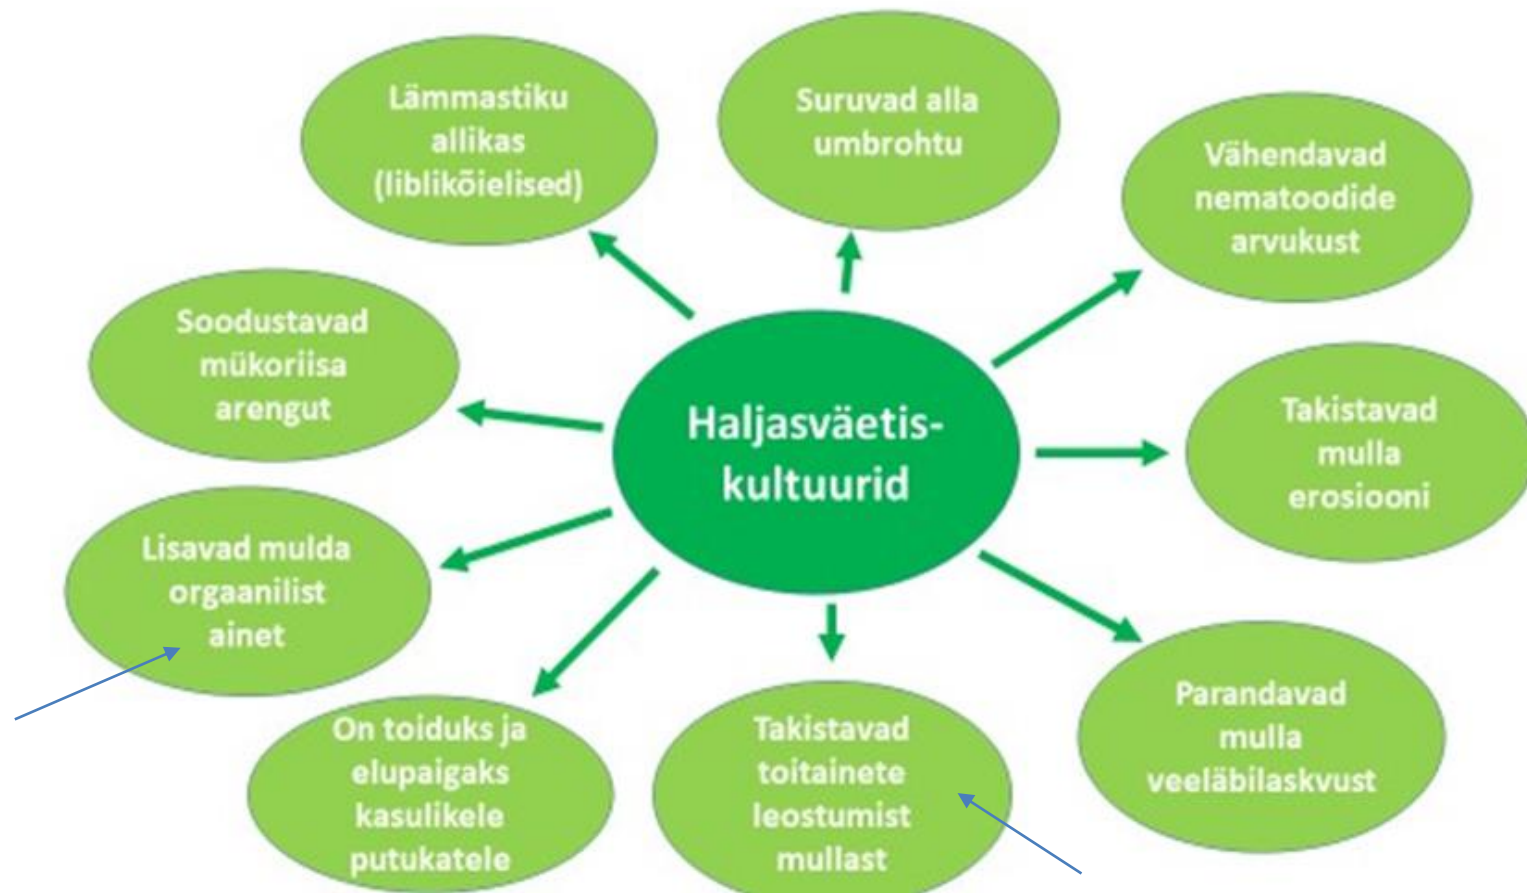 Lämmastiku
allikas
(liblikõielised)
Suruvad alla
umbrohtu
Vähendavad
nematoodide
arvukust
Soodustavad
mükoriisa
arengut
Haljasväetis-
kultuurid
Takistavad
mulla
erosiooni
Lisavad mulda
orgaanilist
ainet
On toiduks ja
elupaigaks
kasulikele
putukatele
Takistavad
toitainete
leostumist
mullast
Parandavad
mulla
veeläbilaskvust